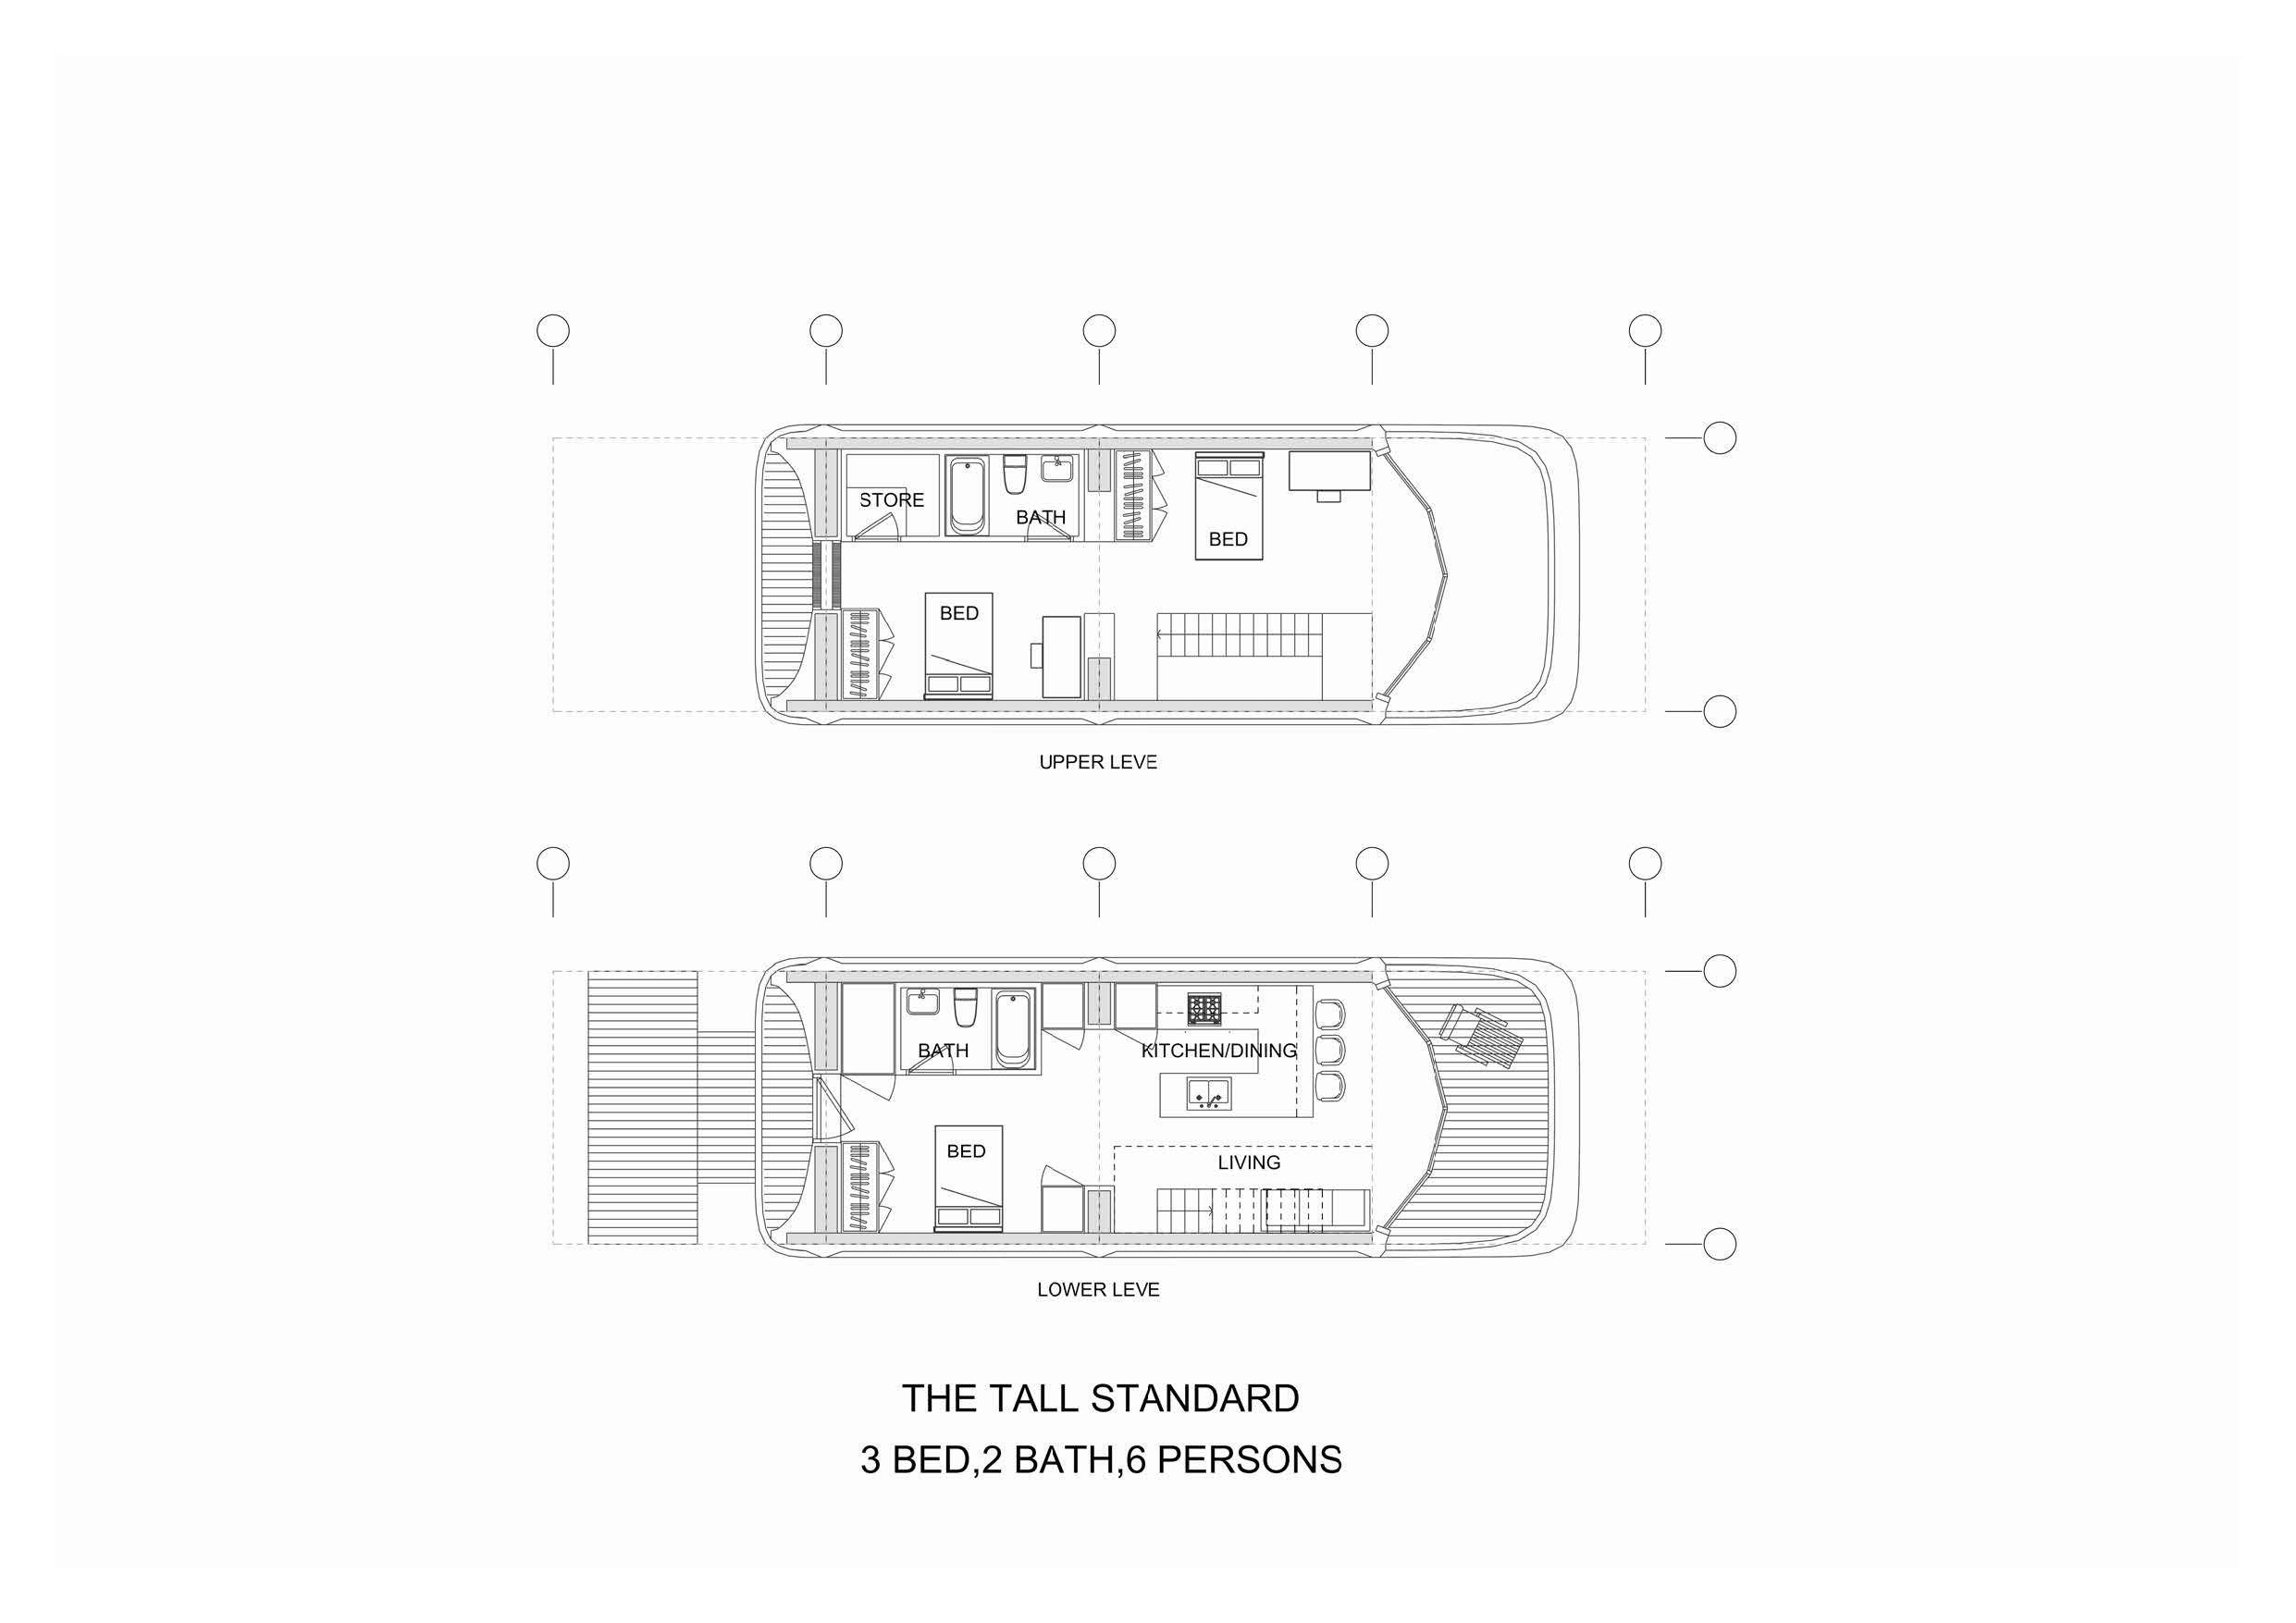 STORE
BATH
BED
BED
UPPER LEVE
BATH
KITCHEN/DINING
BED
LIVING
LOWER LEVE
THE TALL STANDARD
3 BED,2 BATH,6 PERSONS